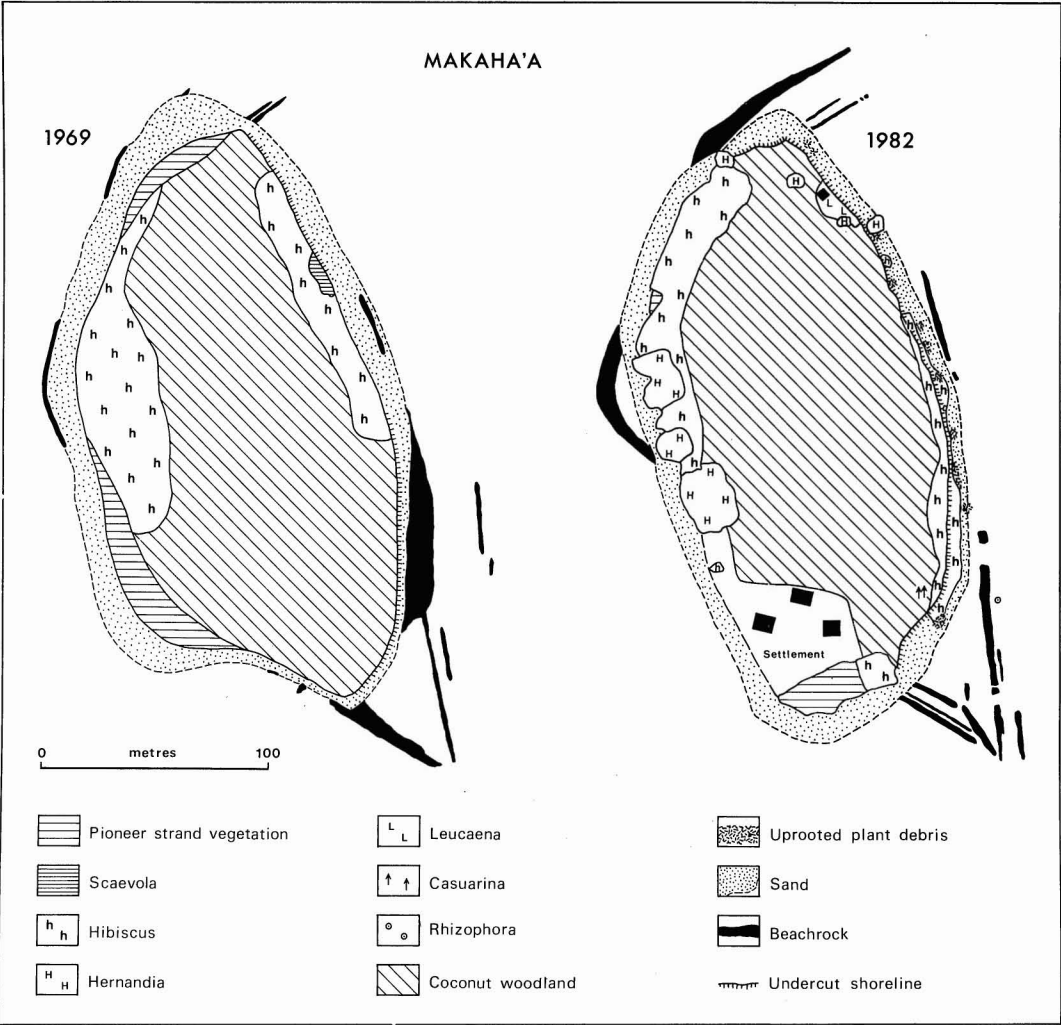 MAKAHA'A
1969
1982
Settlement
0 metres 100
Pioneer strand vegetation
Scaevola
Hibiscus
Hernandia
Leucaena
Casuarina
Rhizophora
Coconut woodland
Uprooted plant debris
Sand
Beachrock
Undercut shoreline